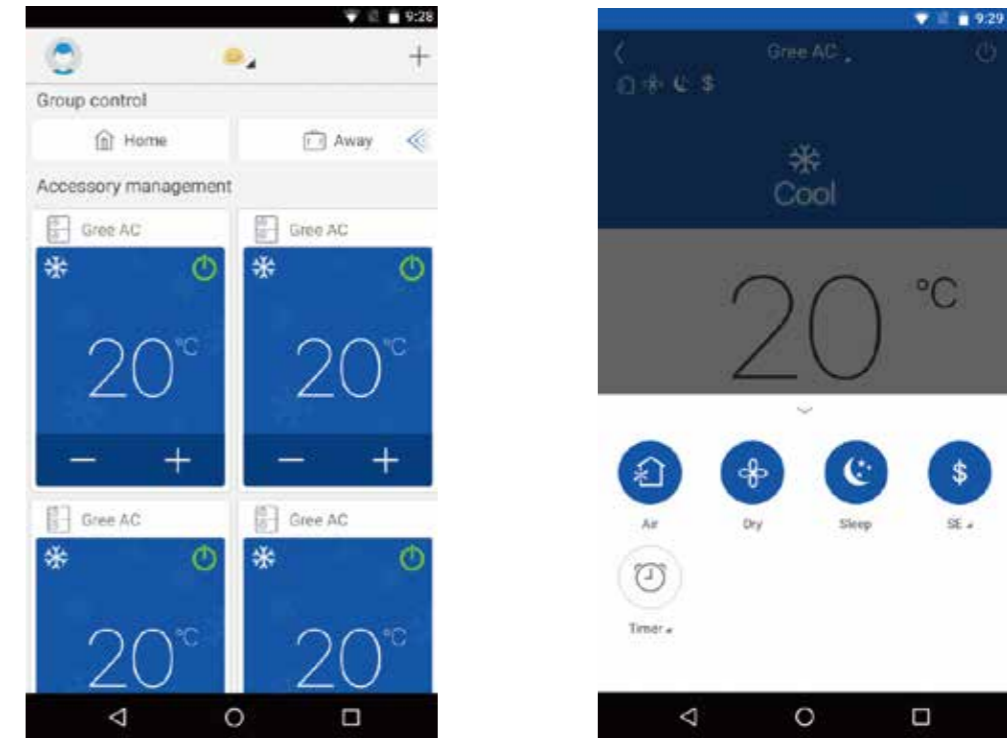 9:28
Group control
Home
Away
Accessory management
Gree AC
Gree AC
20°C
20°C
Gree AC
Gree AC
20°C
20°C
9:29
Gree AC
$
Cool
20 °C
$
Air
Dry
Sleep
SE
Timer